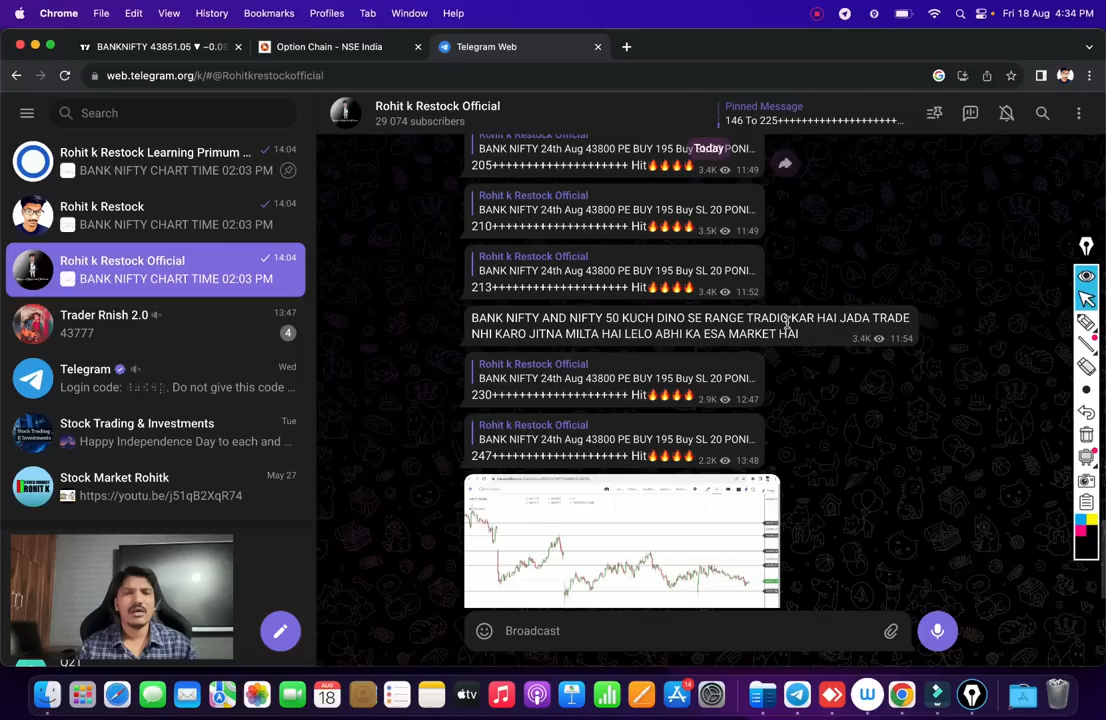 Chrome File Edit View History Bookmarks Profiles Tab Window Help
Fri 18 Aug 4:34 PM
BANKNIFTY 43851.05 ▼ −0.09
Option Chain - NSE India
Telegram Web
web.telegram.org/k/#@Rohitkrestockofficial
Search
Rohit k Restock Learning Primum ... 14:04
BANK NIFTY CHART TIME 02:03 PM
Rohit k Restock 14:04
BANK NIFTY CHART TIME 02:03 PM
Rohit k Restock Official 14:04
BANK NIFTY CHART TIME 02:03 PM
Trader Rnish 2.0 13:47
43777 4
Telegram Wed
Login code: . Do not give this code ...
Stock Trading & Investments Tue
Happy Independence Day to each and ...
Stock Market Rohitk May 27
https://youtu.be/j51qB2XqR74
Rohit k Restock Official
29 074 subscribers
Pinned Message
146 To 225++++++++++++++++++++...
Today
Rohit k Restock Official
BANK NIFTY 24th Aug 43800 PE BUY 195 Buy PONI...
205++++++++++++++++++++ Hit🔥🔥🔥🔥 3.4K 11:49
Rohit k Restock Official
BANK NIFTY 24th Aug 43800 PE BUY 195 Buy SL 20 PONI...
210++++++++++++++++++++ Hit🔥🔥🔥🔥 3.5K 11:49
Rohit k Restock Official
BANK NIFTY 24th Aug 43800 PE BUY 195 Buy SL 20 PONI...
213++++++++++++++++++++ Hit🔥🔥🔥🔥 3.4K 11:52
BANK NIFTY AND NIFTY 50 KUCH DINO SE RANGE TRADIG KAR HAI JADA TRADE
NHI KARO JITNA MILTA HAI LELO ABHI KA ESA MARKET HAI 3.4K 11:54
Rohit k Restock Official
BANK NIFTY 24th Aug 43800 PE BUY 195 Buy SL 20 PONI...
230++++++++++++++++++++ Hit🔥🔥🔥🔥 2.9K 12:47
Rohit k Restock Official
BANK NIFTY 24th Aug 43800 PE BUY 195 Buy SL 20 PONI...
247++++++++++++++++++++ Hit🔥🔥🔥🔥 2.2K 13:48
Broadcast
14
AUG
18
tv